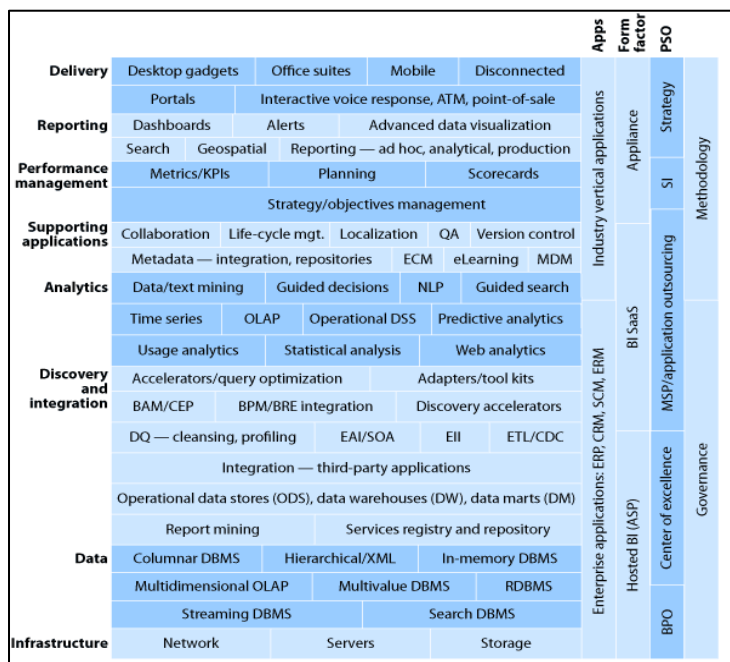 Apps
Form factor
PSO
Delivery
Desktop gadgets Office suites Mobile Disconnected
Portals Interactive voice response, ATM, point-of-sale
Reporting
Dashboards Alerts Advanced data visualization
Search Geospatial Reporting — ad hoc, analytical, production
Performance management
Metrics/KPIs Planning Scorecards
Strategy/objectives management
Supporting applications
Collaboration Life-cycle mgt. Localization QA Version control
Metadata — integration, repositories ECM eLearning MDM
Analytics
Data/text mining Guided decisions NLP Guided search
Time series OLAP Operational DSS Predictive analytics
Usage analytics Statistical analysis Web analytics
Discovery and integration
Accelerators/query optimization Adapters/tool kits
BAM/CEP BPM/BRE integration Discovery accelerators
DQ — cleansing, profiling EAI/SOA EII ETL/CDC
Integration — third-party applications
Operational data stores (ODS), data warehouses (DW), data marts (DM)
Report mining Services registry and repository
Data
Columnar DBMS Hierarchical/XML In-memory DBMS
Multidimensional OLAP Multivalue DBMS RDBMS
Streaming DBMS Search DBMS
Infrastructure
Network Servers Storage
Industry vertical applications
Enterprise applications: ERP, CRM, SCM, ERM
Appliance
BI SaaS
Hosted BI (ASP)
Strategy
SI
MSP/application outsourcing
Center of excellence
BPO
Methodology
Governance